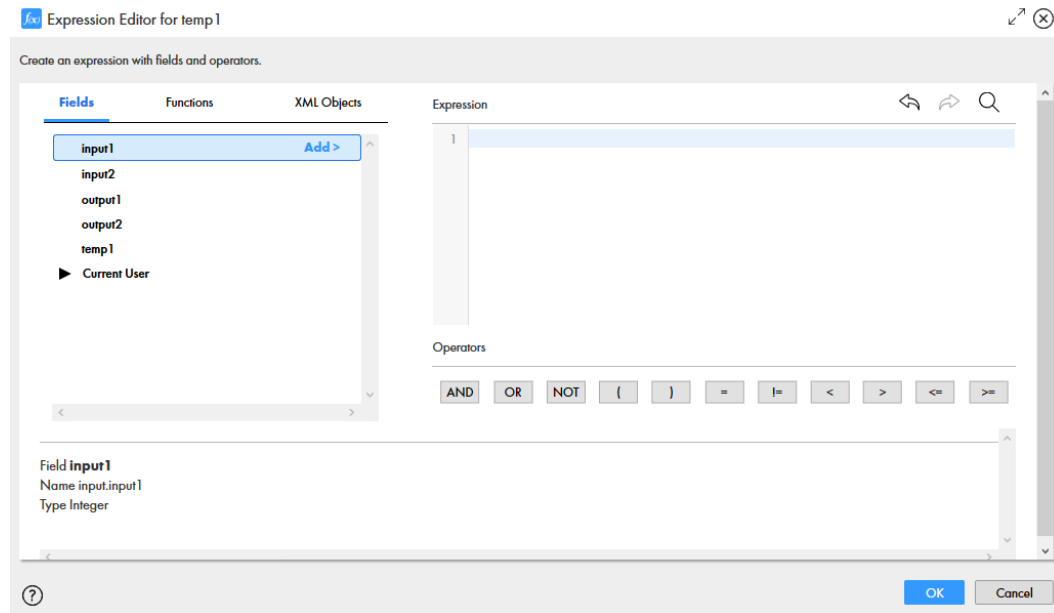 f(x) Expression Editor for temp1
Create an expression with fields and operators.
Fields Functions XML Objects
input1 Add >
input2
output1
output2
temp1
Current User
Expression
1
Operators
AND OR NOT ( ) = != < > <= >=
Field input1
Name input.input1
Type Integer
? OK Cancel